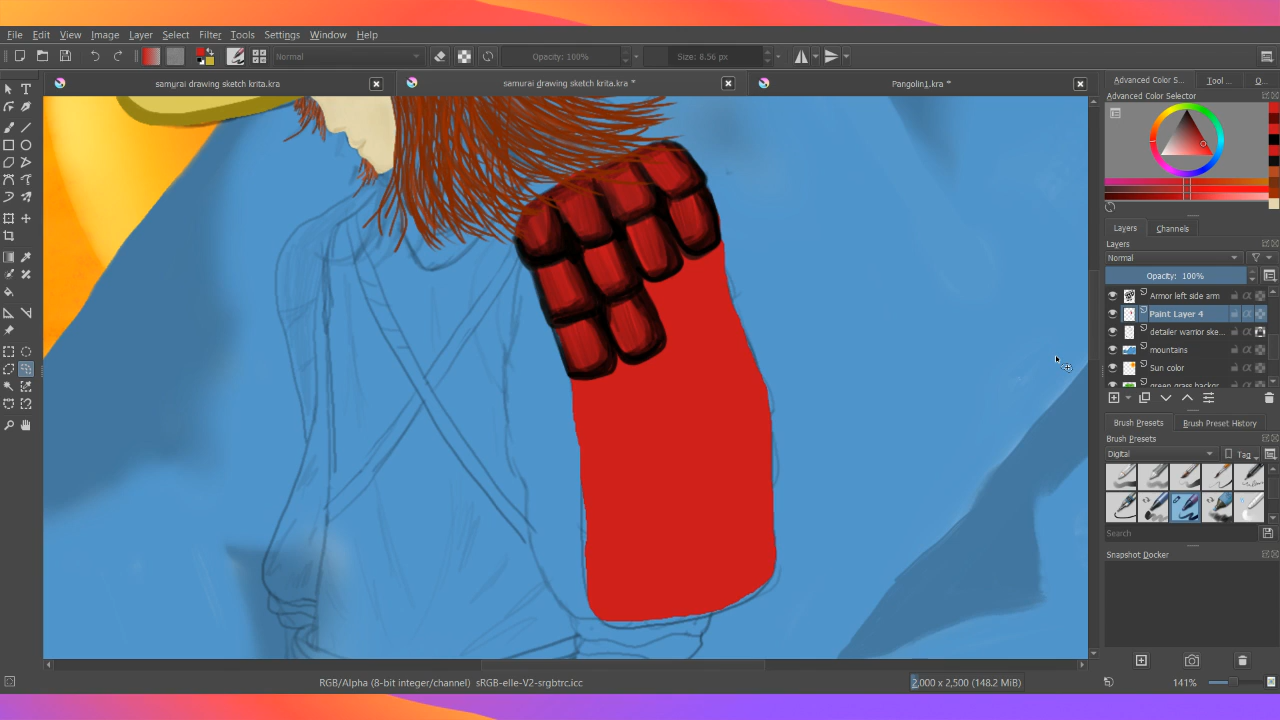 File Edit View Image Layer Select Filter Tools Settings Window Help
Normal Opacity: 100% Size: 8.56 px
samurai drawing sketch krita.kra samurai drawing sketch krita.kra * Pangolin1.kra *
Advanced Color S... Tool ... O...
Advanced Color Selector
Layers Channels
Layers
Normal
Opacity: 100%
Armor left side arm
Paint Layer 4
detailer warrior ske...
mountains
Sun color
green grass backgr
Brush Presets Brush Preset History
Brush Presets
Digital Tag
Search
Snapshot Docker
RGB/Alpha (8-bit integer/channel) sRGB-elle-V2-srgbtrc.icc 2,000 x 2,500 (148.2 MiB) 141%